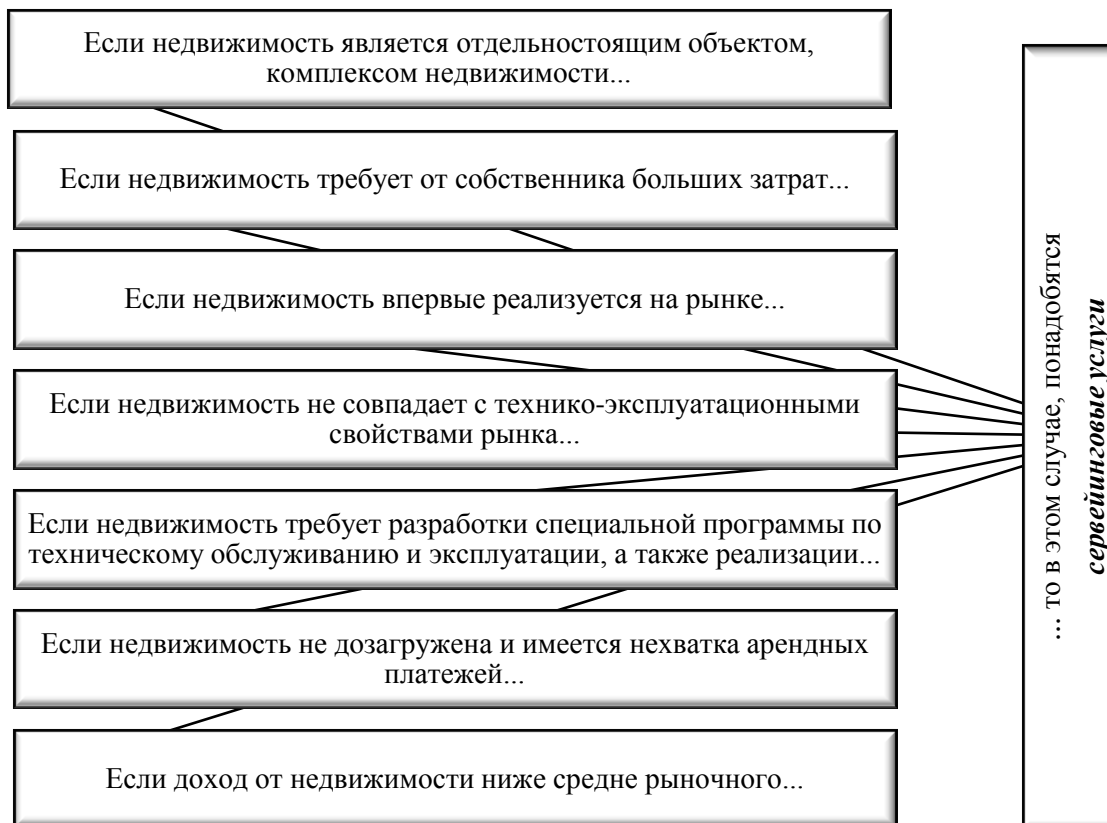 Если недвижимость является отдельностоящим объектом,
комплексом недвижимости...
Если недвижимость требует от собственника больших затрат...
Если недвижимость впервые реализуется на рынке...
Если недвижимость не совпадает с технико-эксплуатационными
свойствами рынка...
Если недвижимость требует разработки специальной программы по
техническому обслуживанию и эксплуатации, а также реализации...
Если недвижимость не дозагружена и имеется нехватка арендных
платежей...
Если доход от недвижимости ниже средне рыночного...
... то в этом случае, понадобятся
сервейинговые услуги